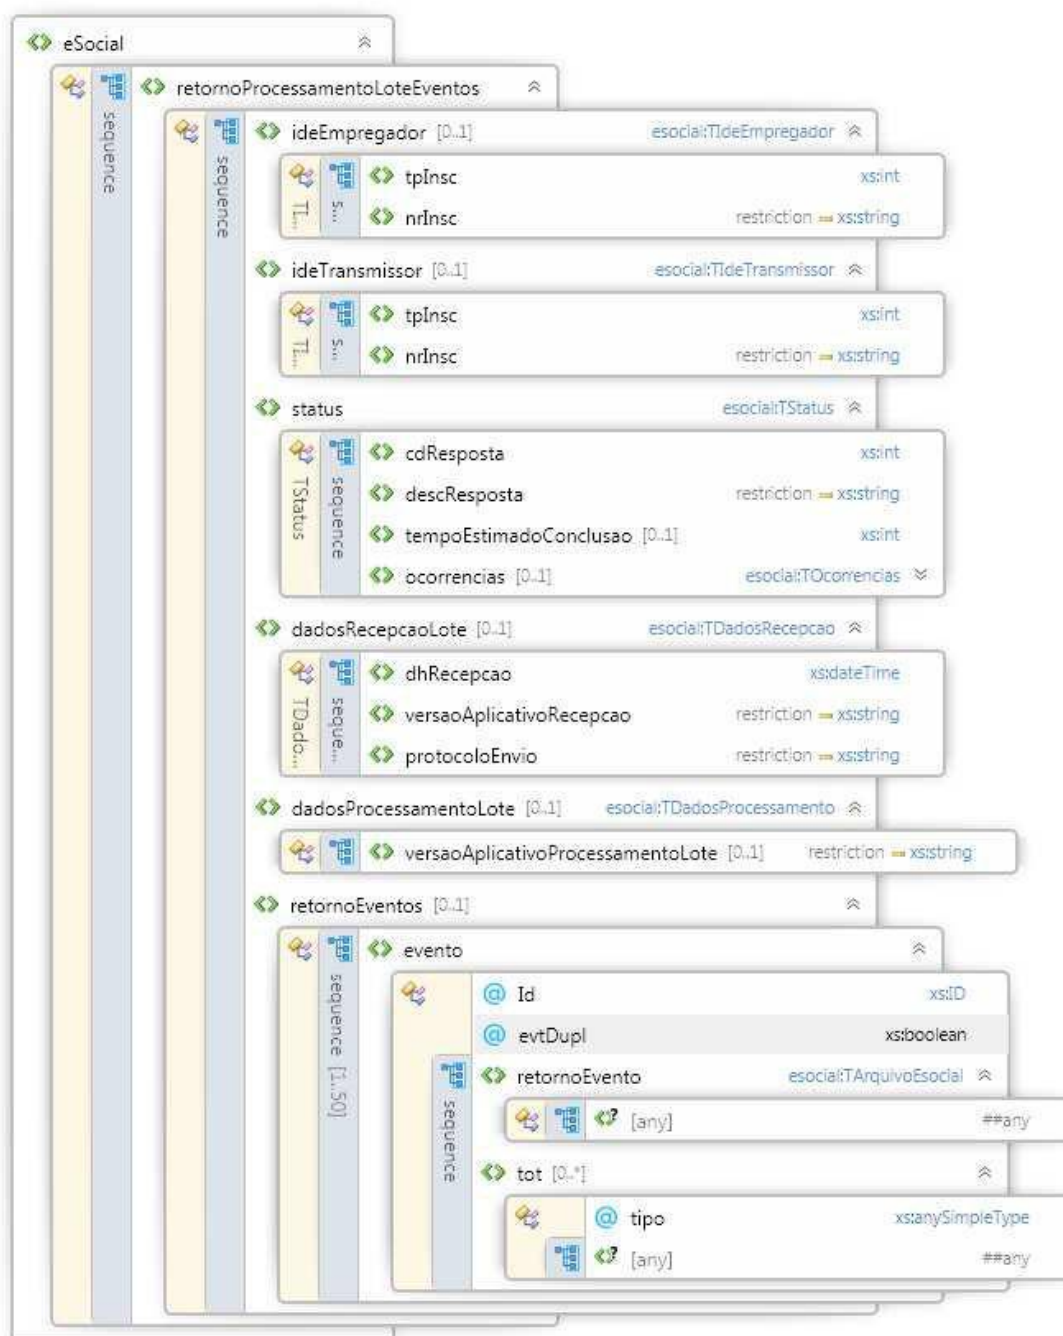 eSocial
sequence
retornoProcessamentoLoteEventos
sequence
ideEmpregador [0..1] esocial:TIdeEmpregador
TI...
s...
tpInsc xs:int
nrInsc restriction xs:string
ideTransmissor [0..1] esocial:TIdeTransmissor
TI...
s...
tpInsc xs:int
nrInsc restriction xs:string
status esocial:TStatus
TStatus
sequence
cdResposta xs:int
descResposta restriction xs:string
tempoEstimadoConclusao [0..1] xs:int
ocorrencias [0..1] esocial:TOcorrencias
dadosRecepcaoLote [0..1] esocial:TDadosRecepcao
TDado...
seque...
dhRecepcao xs:dateTime
versaoAplicativoRecepcao restriction xs:string
protocoloEnvio restriction xs:string
dadosProcessamentoLote [0..1] esocial:TDadosProcessamento
versaoAplicativoProcessamentoLote [0..1] restriction xs:string
retornoEventos [0..1]
sequence [1..50]
evento
@ Id xs:ID
@ evtDupl xs:boolean
sequence
retornoEvento esocial:TArquivoEsocial
[any] ##any
tot [0..*]
@ tipo xs:anySimpleType
[any] ##any